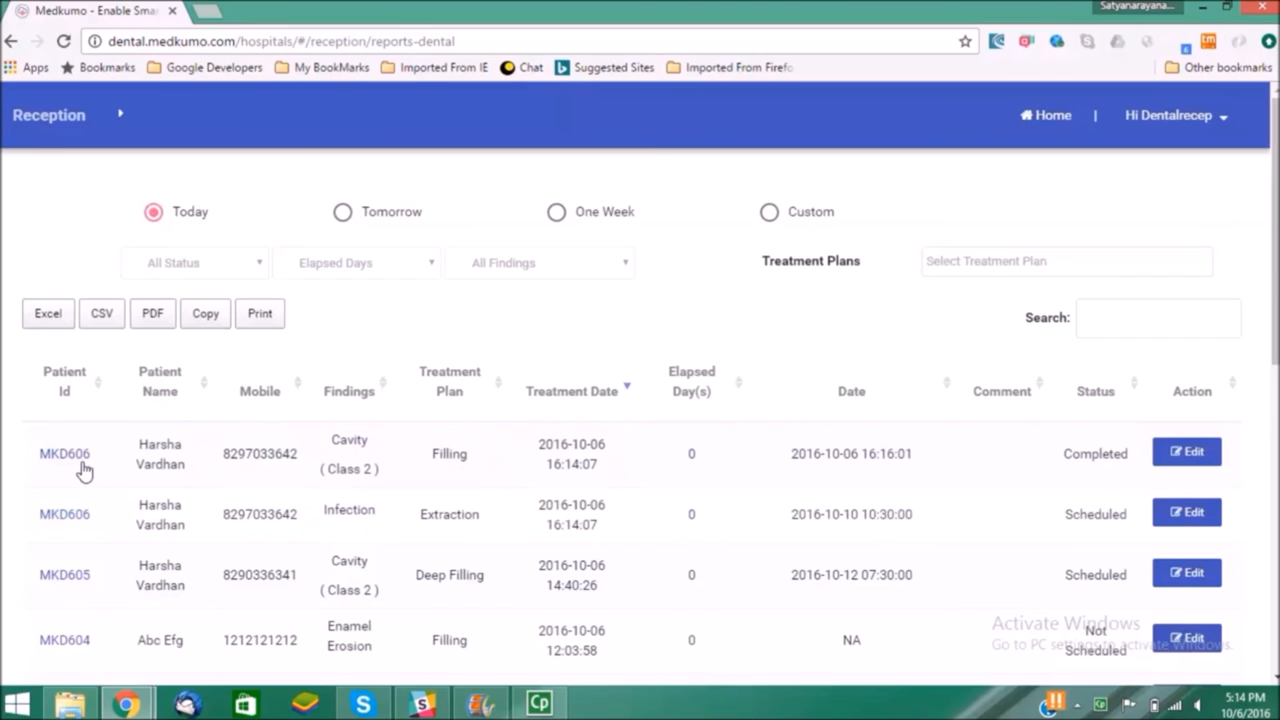 Medkumo - Enable Smar
Satyanarayana...
dental.medkumo.com/hospitals/#/reception/reports-dental
Apps Bookmarks Google Developers My BookMarks Imported From IE Chat Suggested Sites Imported From Firefo Other bookmarks
Reception Home | Hi Dentalrecep
Today Tomorrow One Week Custom
All Status Elapsed Days All Findings Treatment Plans Select Treatment Plan
Excel CSV PDF Copy Print Search:
Patient Id Patient Name Mobile Findings Treatment Plan Treatment Date Elapsed Day(s) Date Comment Status Action
MKD606 Harsha Vardhan 8297033642 Cavity ( Class 2 ) Filling 2016-10-06 16:14:07 0 2016-10-06 16:16:01 Completed Edit
MKD606 Harsha Vardhan 8297033642 Infection Extraction 2016-10-06 16:14:07 0 2016-10-10 10:30:00 Scheduled Edit
MKD605 Harsha Vardhan 8290336341 Cavity ( Class 2 ) Deep Filling 2016-10-06 14:40:26 0 2016-10-12 07:30:00 Scheduled Edit
MKD604 Abc Efg 1212121212 Enamel Erosion Filling 2016-10-06 12:03:58 0 NA Not Scheduled Edit
Activate Windows
Go to PC settings to activate Windows.
5:14 PM
10/6/2016